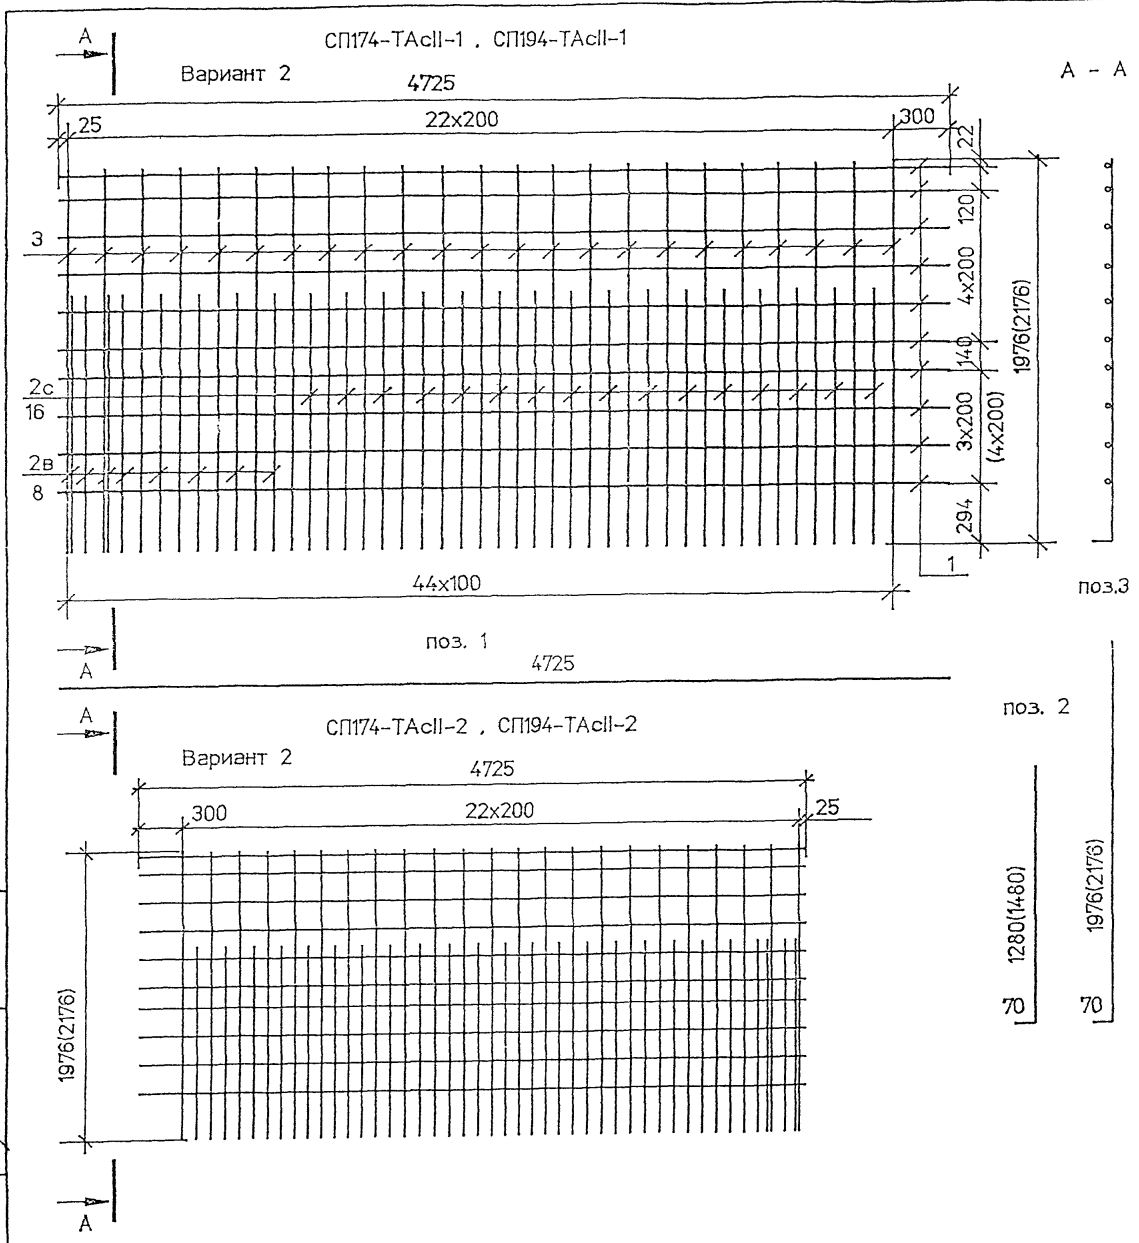 А
СП174-ТАсII-1 , СП194-ТАсII-1
Вариант 2
4725
А - А
25
22х200
300
22
120
4х200
140
3х200
(4х200)
294
1976(2176)
3
2с
16
2в
8
44х100
1
поз.3
А
поз. 1
4725
А
СП174-ТАсII-2 , СП194-ТАсII-2
поз. 2
Вариант 2
4725
300
22х200
25
1976(2176)
1280(1480)
70
1976(2176)
70
А